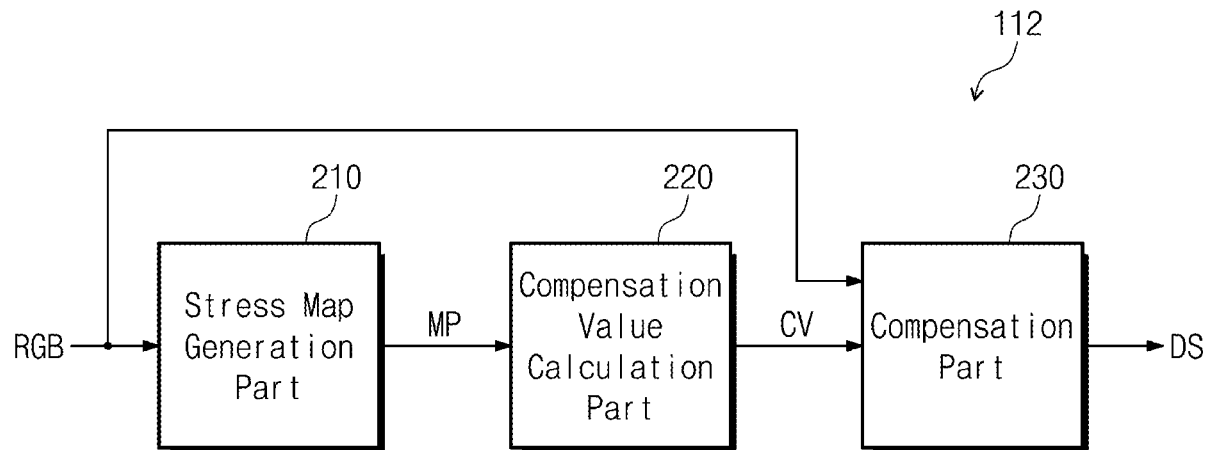 112
210
220
230
RGB
Stress Map
Generation
Part
MP
Compensation
Value
Calculation
Part
CV
Compensation
Part
DS